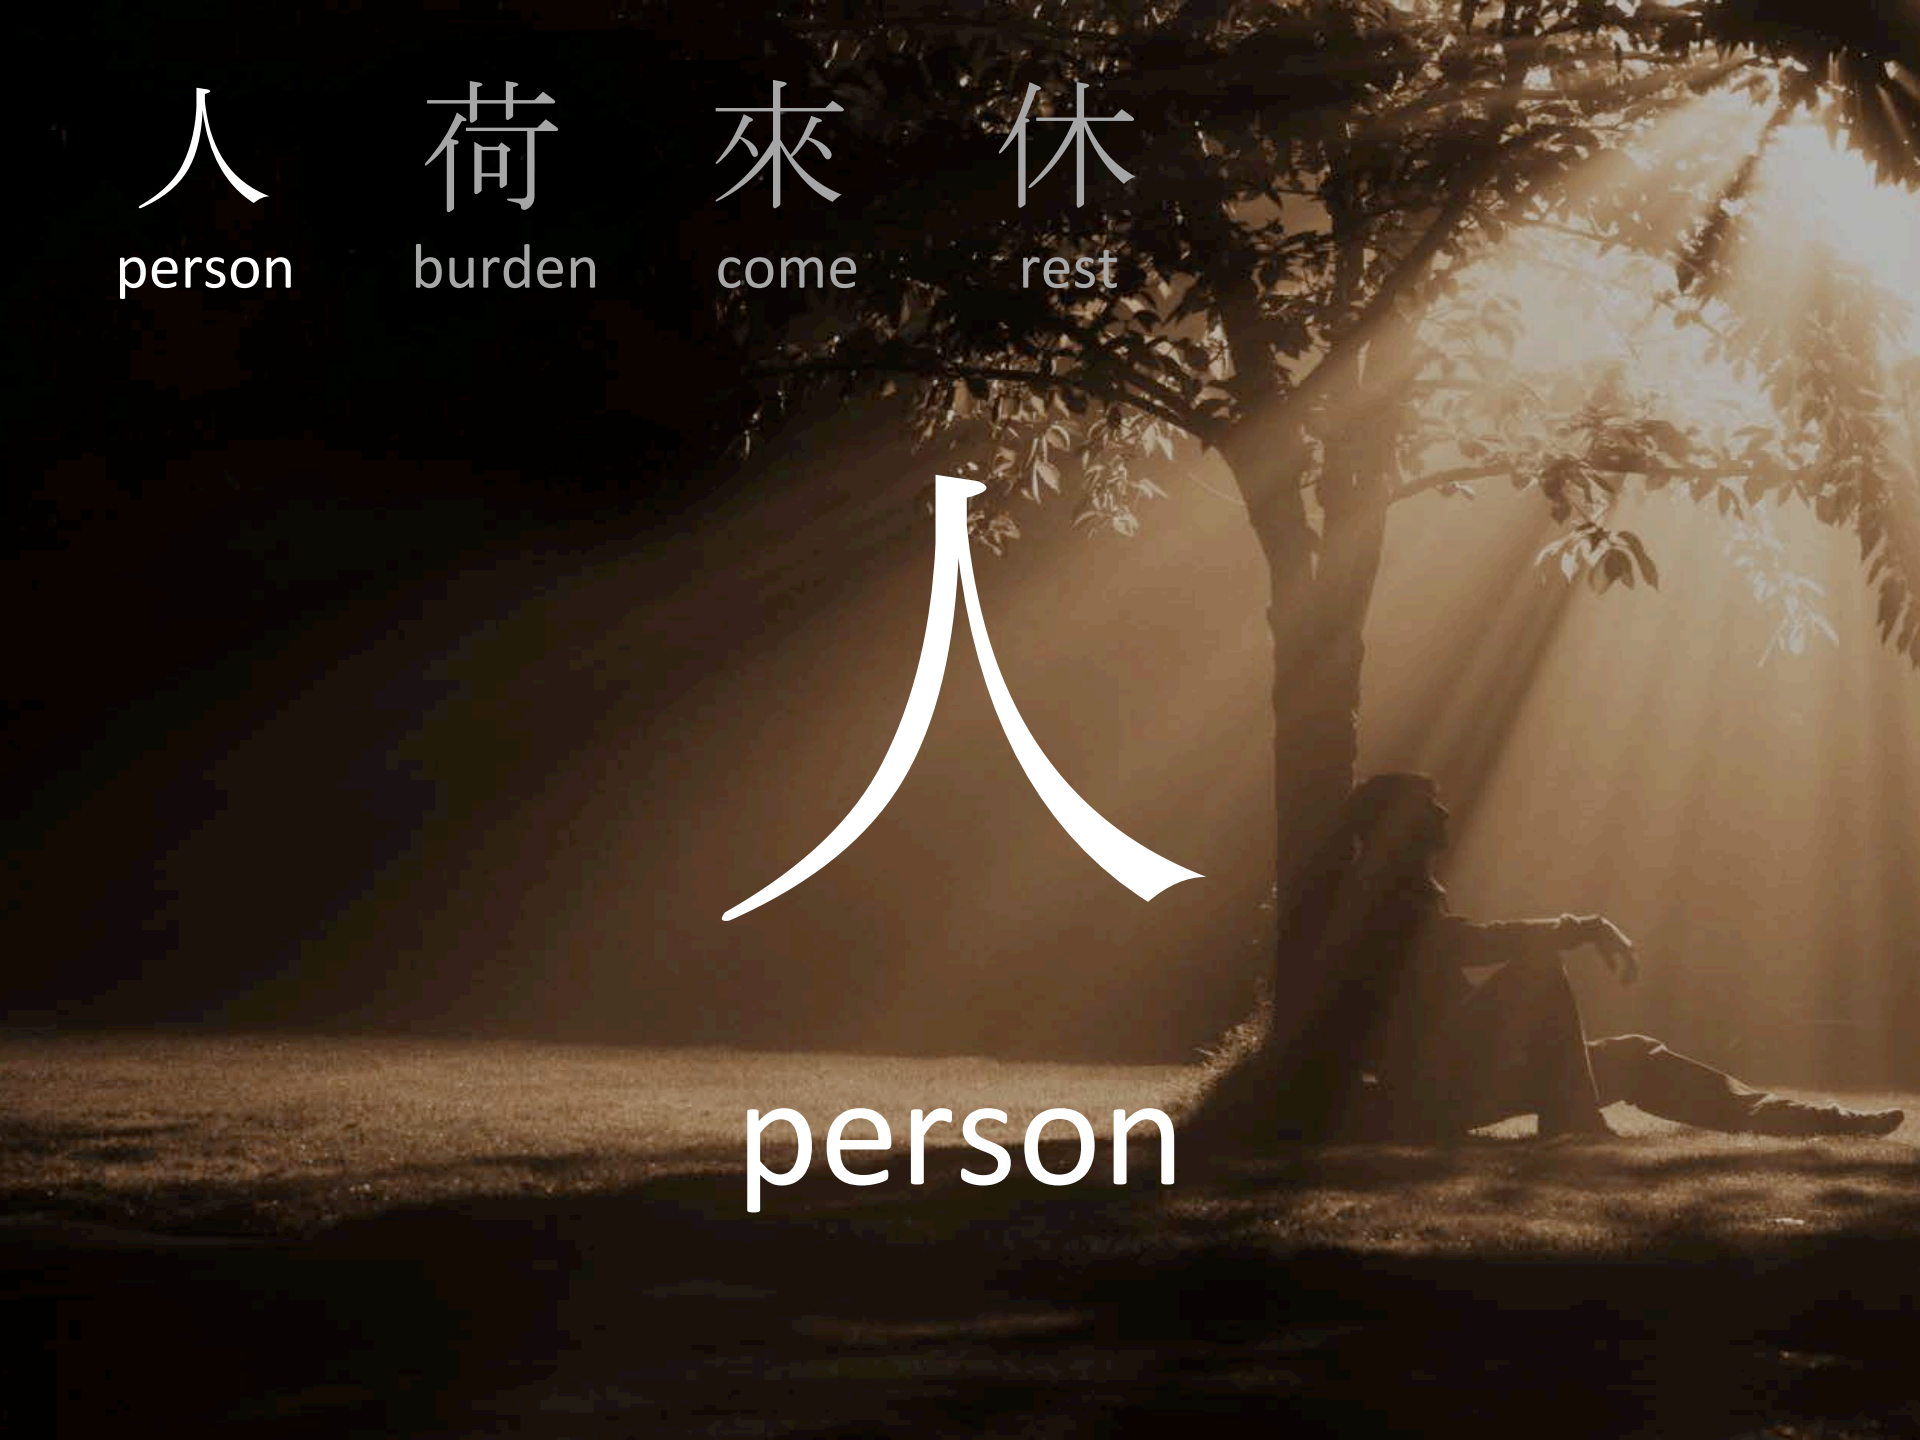 人 荷 來 休
person burden come rest
人
person